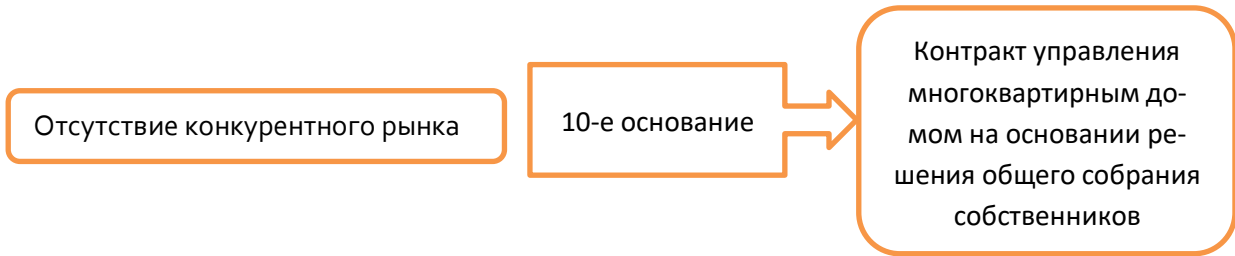 Отсутствие конкурентного рынка
10-е основание
Контракт управления
многоквартирным до-
мом на основании ре-
шения общего собрания
собственников